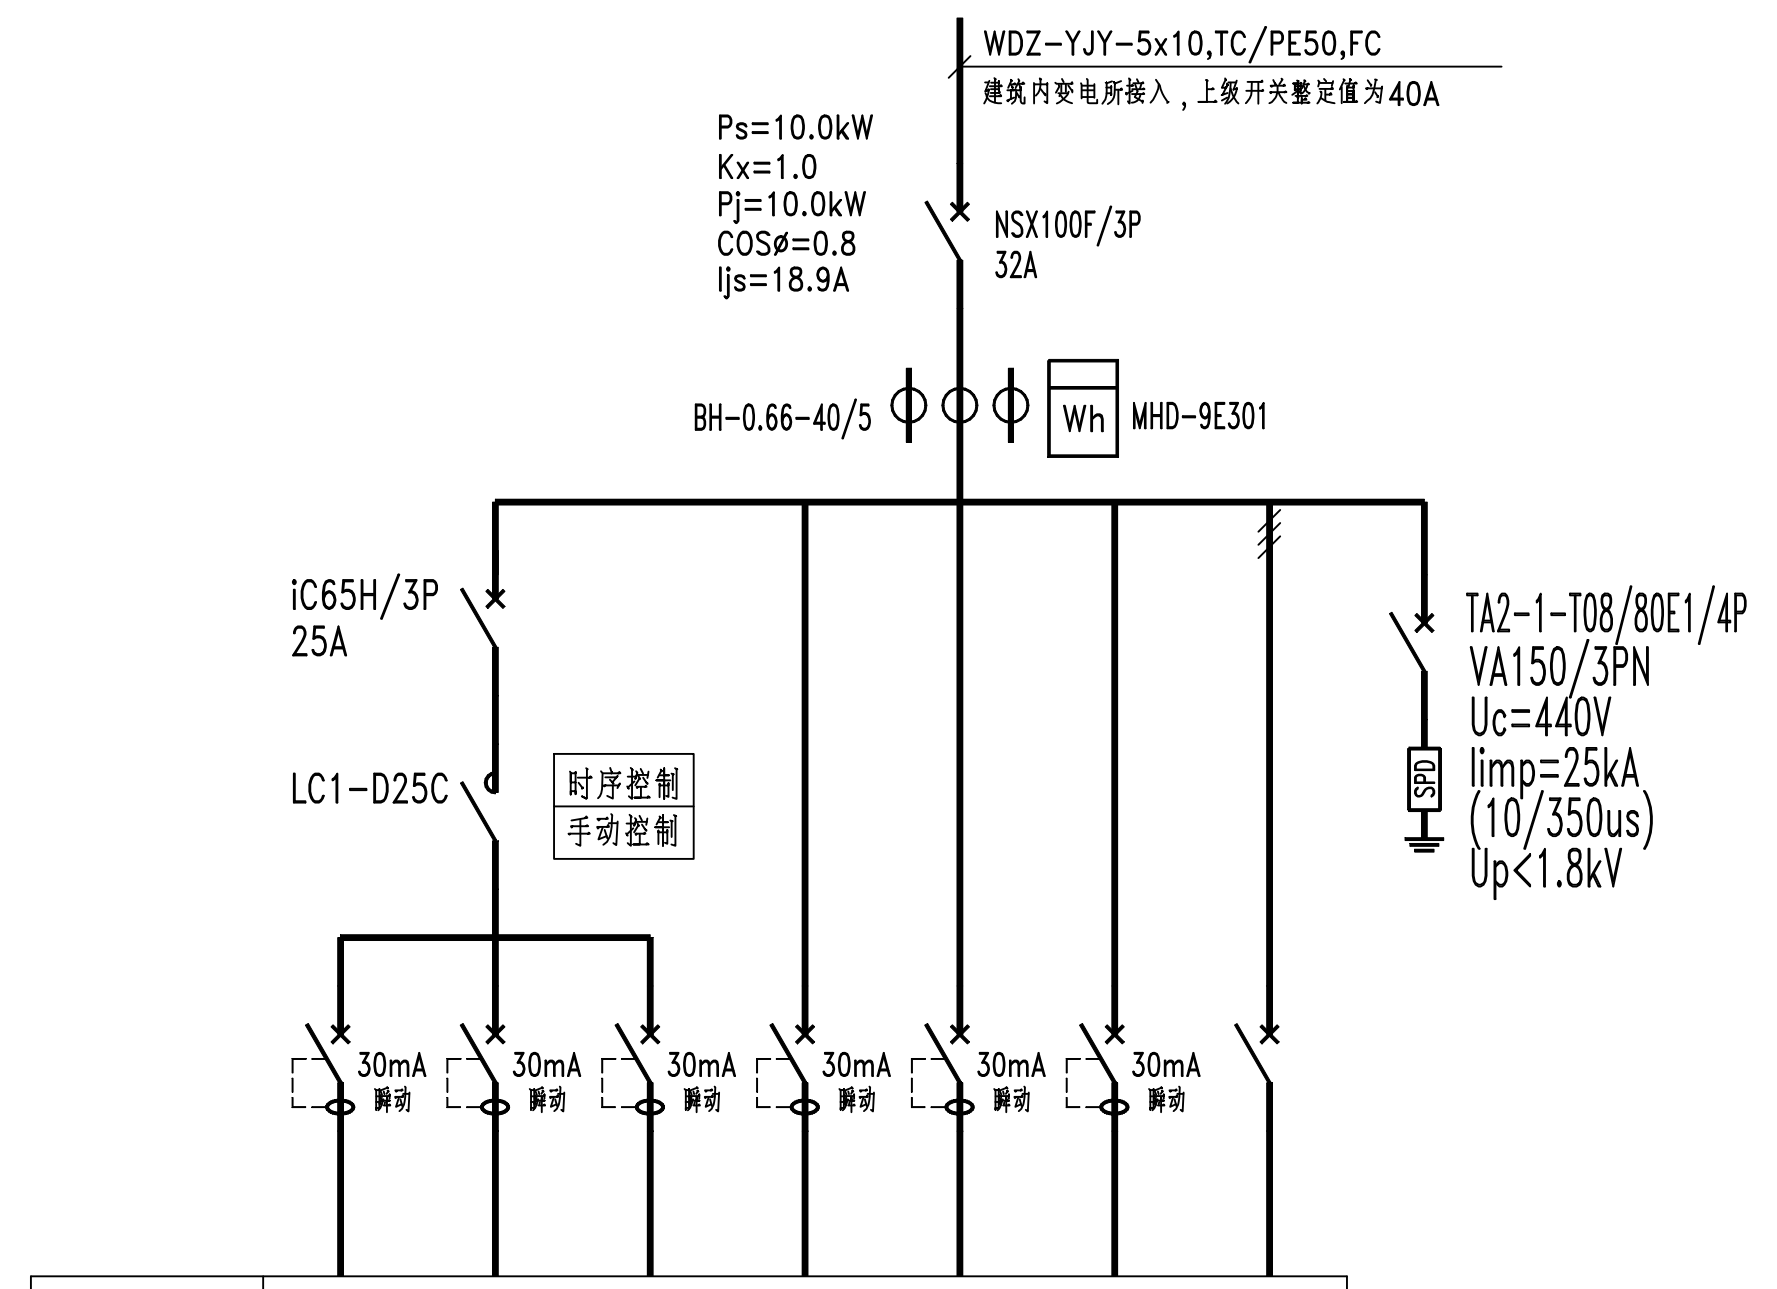 WDZ-YJY-5x10,TC/PE50,FC
建筑内变电所接入，上级开关整定值为40A
Ps=10.0kW
Kx=1.0
Pj=10.0kW
COSø=0.8
Ijs=18.9A
NSX100F/3P
32A
BH-0.66-40/5
Wh
MHD-9E301
iC65H/3P
25A
TA2-1-T08/80E1/4P
VA150/3PN
Uc=440V
Iimp=25kA
(10/350us)
Up<1.8kV
SPD
LC1-D25C
时序控制
手动控制
30mA
瞬动
30mA
瞬动
30mA
瞬动
30mA
瞬动
30mA
瞬动
30mA
瞬动